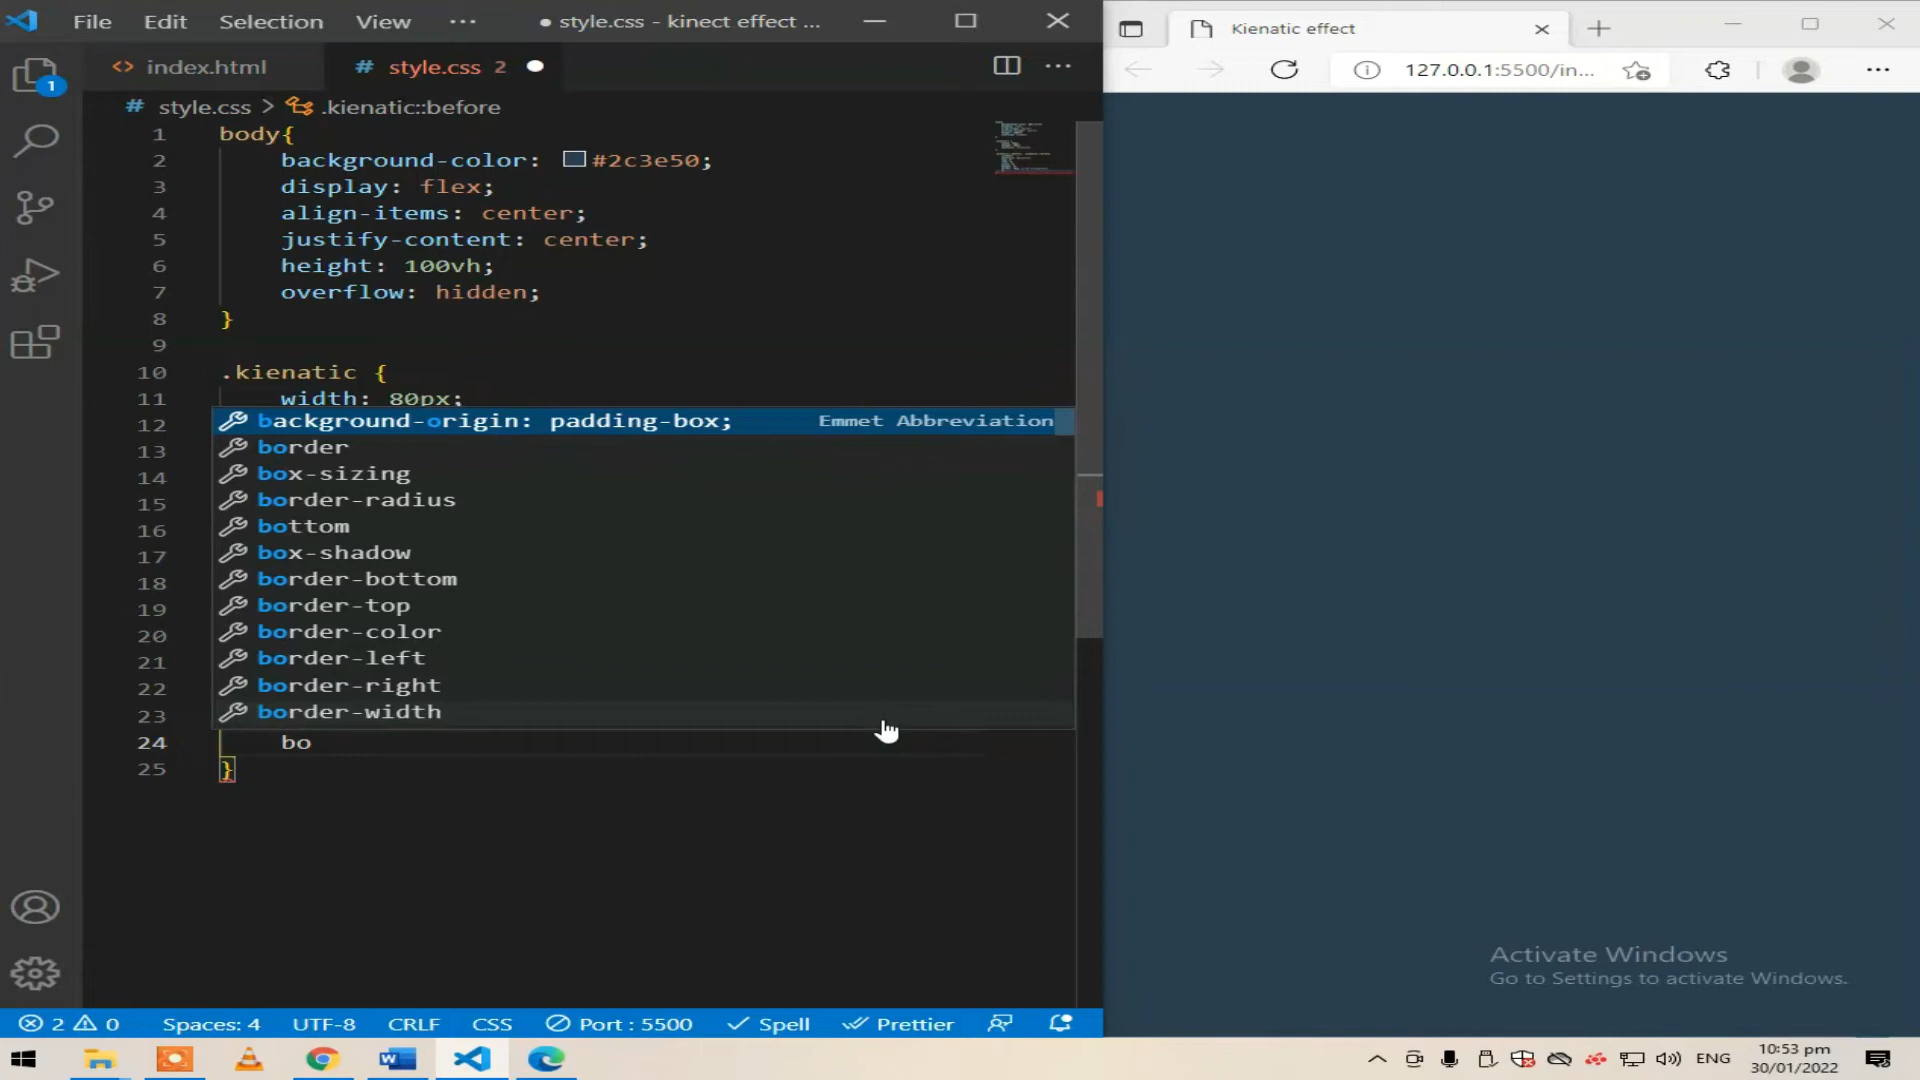 File Edit Selection View ··· ● style.css - kinect effect ...
index.html # style.css 2
# style.css > .kienatic::before
1 body{
2 background-color: #2c3e50;
3 display: flex;
4 align-items: center;
5 justify-content: center;
6 height: 100vh;
7 overflow: hidden;
8 }
9
10 .kienatic {
11 width: 80px;
12 background-origin: padding-box; Emmet Abbreviation
13 border
14 box-sizing
15 border-radius
16 bottom
17 box-shadow
18 border-bottom
19 border-top
20 border-color
21 border-left
22 border-right
23 border-width
24 bo
25 }
2 0 Spaces: 4 UTF-8 CRLF CSS Port : 5500 Spell Prettier
1
Kienatic effect
127.0.0.1:5500/in...
Activate Windows
Go to Settings to activate Windows.
ENG 10:53 pm
30/01/2022